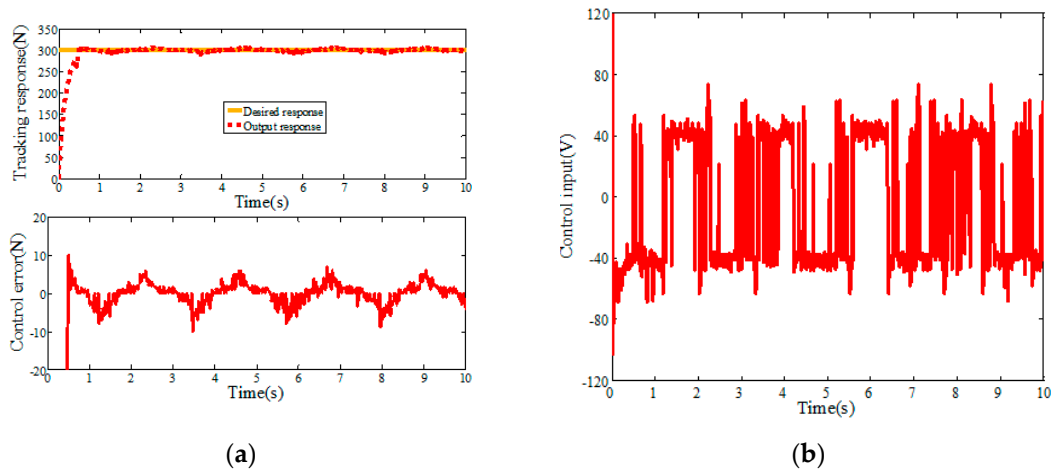 Tracking response(N)
350
300
250
200
150
100
50
0
Desired response
Output response
0 1 2 3 4 5 6 7 8 9 10
Time(s)
Control error(N)
20
10
0
-10
-20
0 1 2 3 4 5 6 7 8 9 10
Time(s)
(a)
Control input(V)
120
80
40
0
-40
-80
-120
0 1 2 3 4 5 6 7 8 9 10
Time(s)
(b)